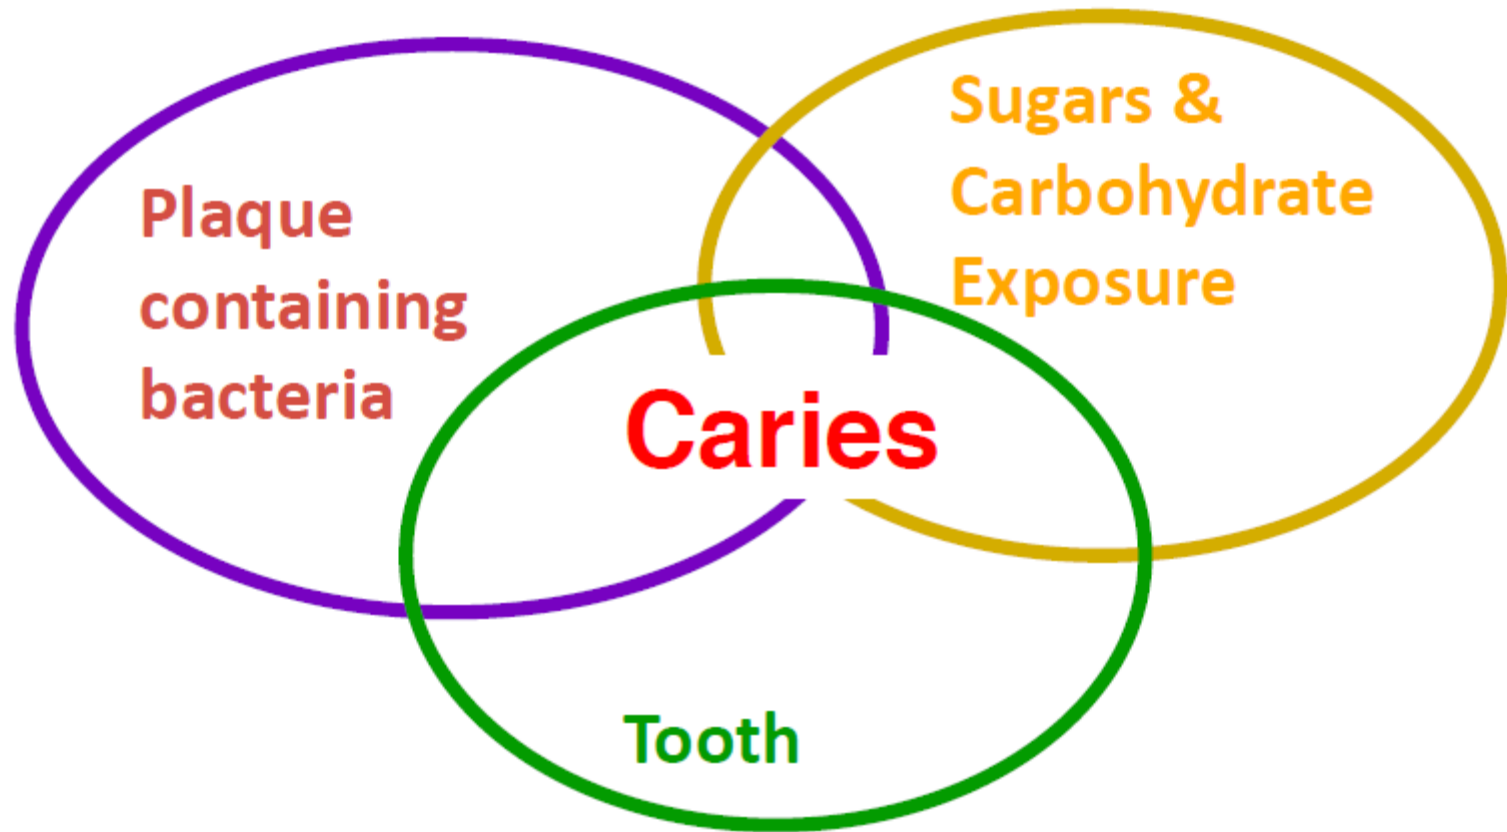 Plaque
containing
bacteria
Sugars &
Carbohydrate
Exposure
Caries
Tooth